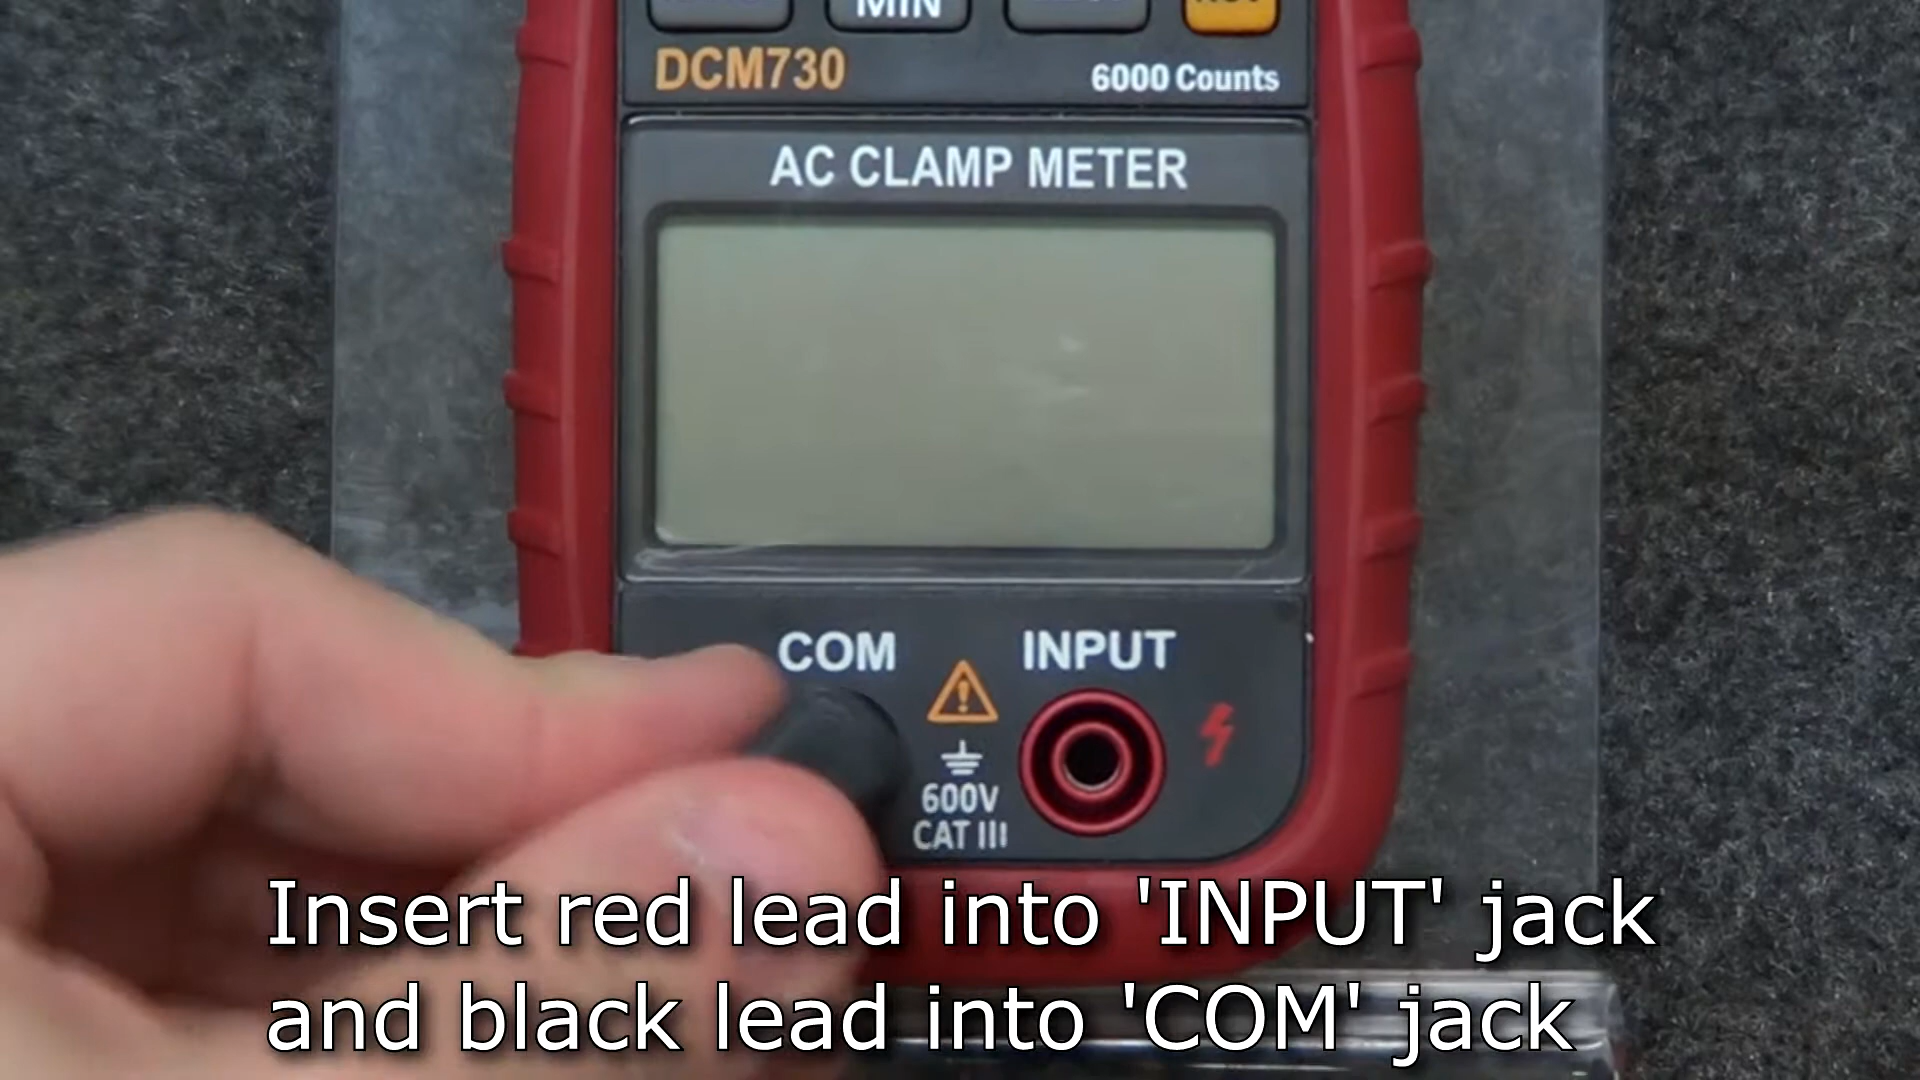 MIN
DCM730
6000 Counts
AC CLAMP METER
COM
INPUT
600V
CAT III
Insert red lead into 'INPUT' jack
and black lead into 'COM' jack